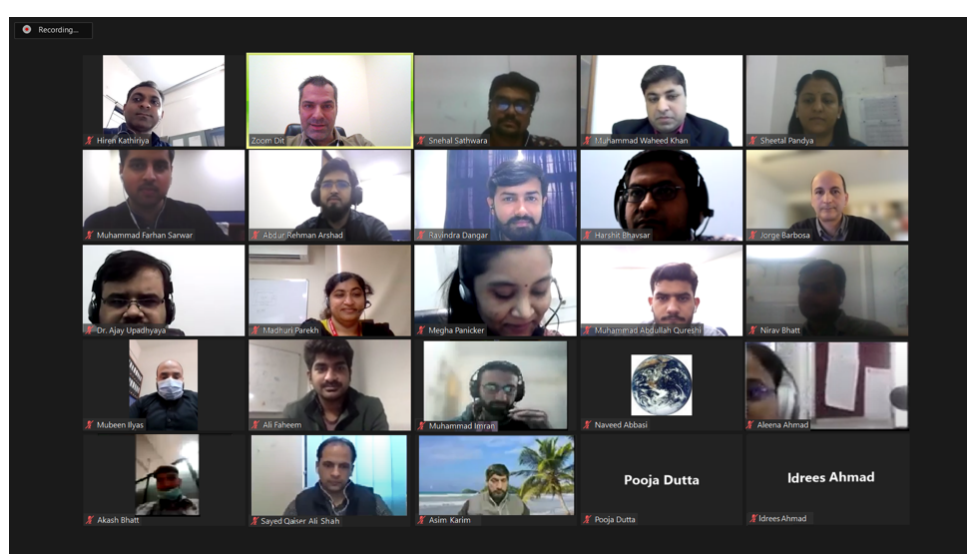 Recording...
Hiren Kathiriya
Zoom Dit
Snehal Sathwara
Muhammad Waheed Khan
Sheetal Pandya
Muhammad Farhan Sarwar
Abdur Rehman Arshad
Ravindra Dangar
Harshit Bhavsar
Jorge Barbosa
Dr. Ajay Upadhyaya
Madhuri Parekh
Megha Panicker
Muhammad Abdullah Qureshi
Nirav Bhatt
Mubeen Ilyas
Ali Faheem
Muhammad Imran
Naveed Abbasi
Aleena Ahmad
Akash Bhatt
Sayed Qaiser Ali Shah
Asim Karim
Pooja Dutta
Pooja Dutta
Idrees Ahmad
Idrees Ahmad